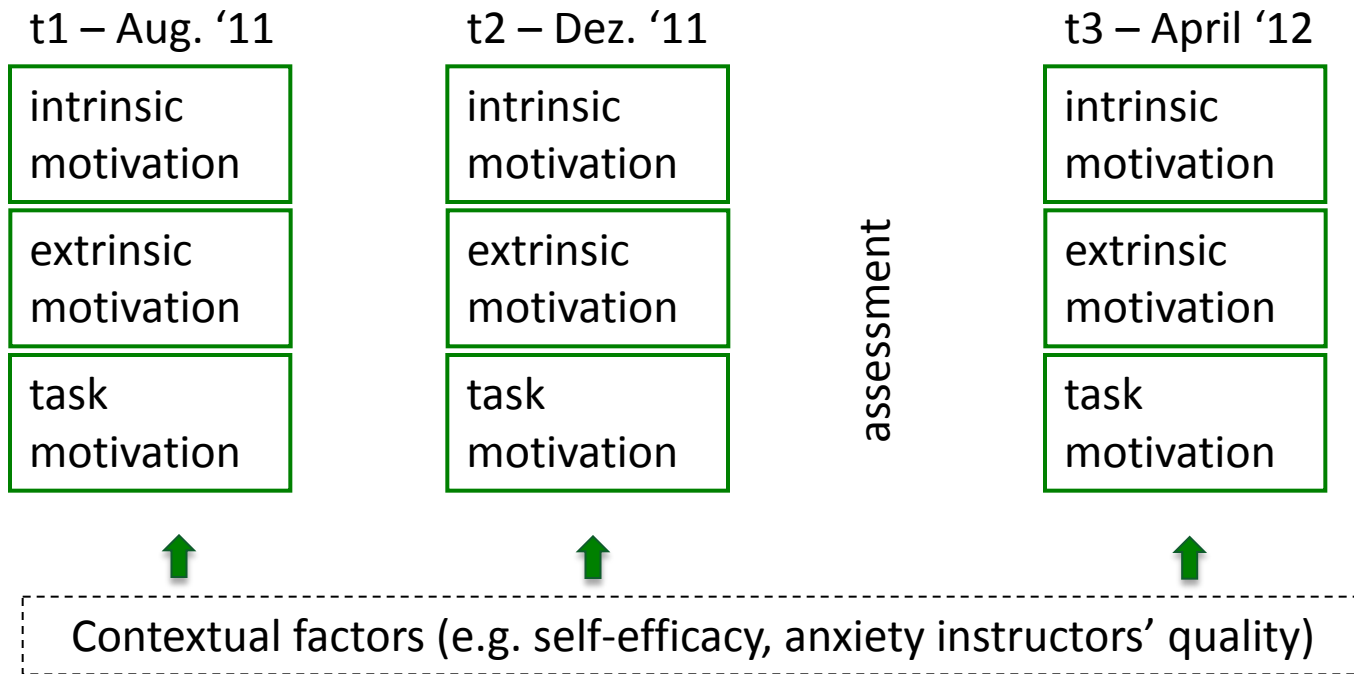 t1 – Aug. ‘11
intrinsic
motivation
extrinsic
motivation
task
motivation
t2 – Dez. ‘11
intrinsic
motivation
extrinsic
motivation
task
motivation
assessment
t3 – April ‘12
intrinsic
motivation
extrinsic
motivation
task
motivation
Contextual factors (e.g. self-efficacy, anxiety instructors’ quality)